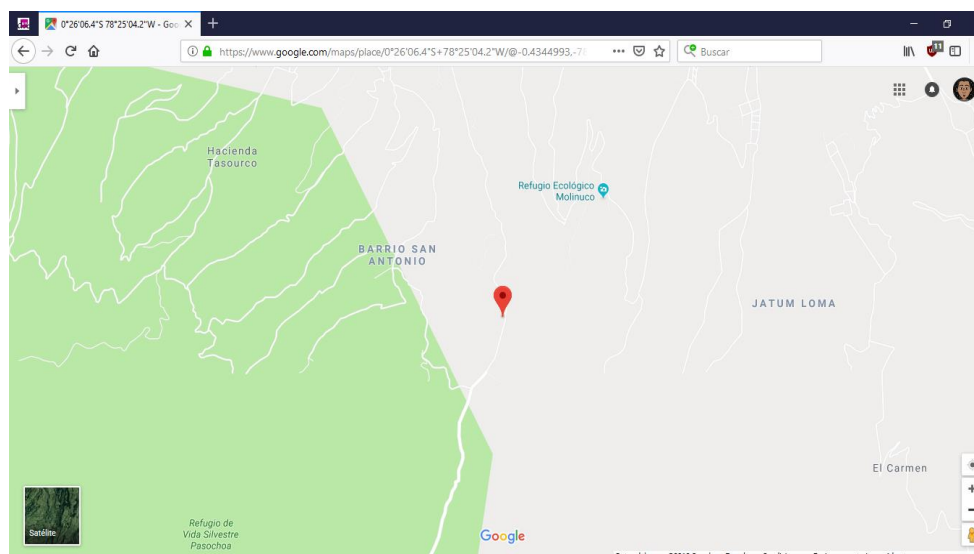 0°26'06.4"S 78°25'04.2"W - Goo
https://www.google.com/maps/place/0°26'06.4"S+78°25'04.2"W/@-0.4344993,-78
Buscar
11
Hacienda
Tasourco
Refugio Ecológico
Molinuco
BARRIO SAN
ANTONIO
JATUM LOMA
El Carmen
Satélite
Refugio de
Vida Silvestre
Pasochoa
Google